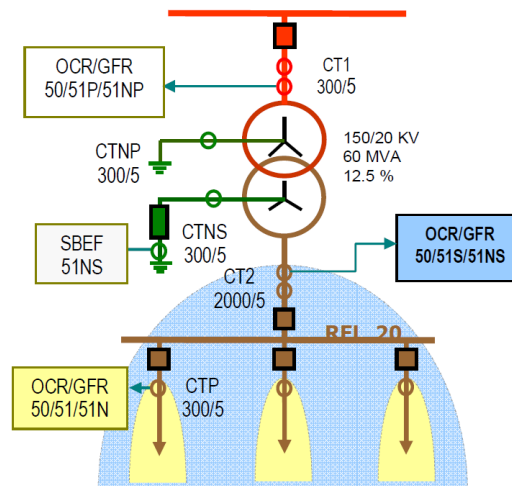 OCR/GFR
50/51P/51NP
CT1
300/5
CTNP
300/5
150/20 KV
60 MVA
12.5 %
SBEF
51NS
CTNS
300/5
OCR/GFR
50/51S/51NS
CT2
2000/5
REL 20
OCR/GFR
50/51/51N
CTP
300/5